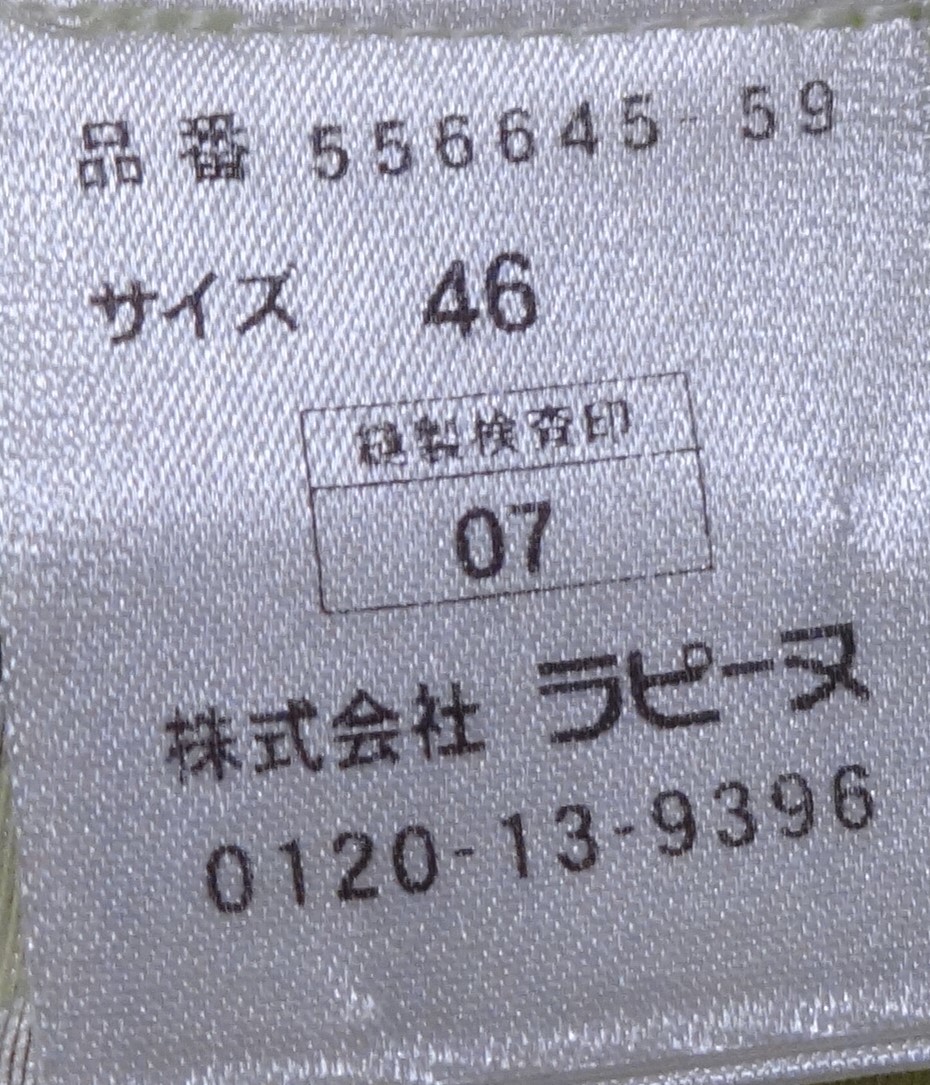 品番 556645-59
サイズ 46
縫製検査印
07
株式会社 ラピーヌ
0120-13-9396